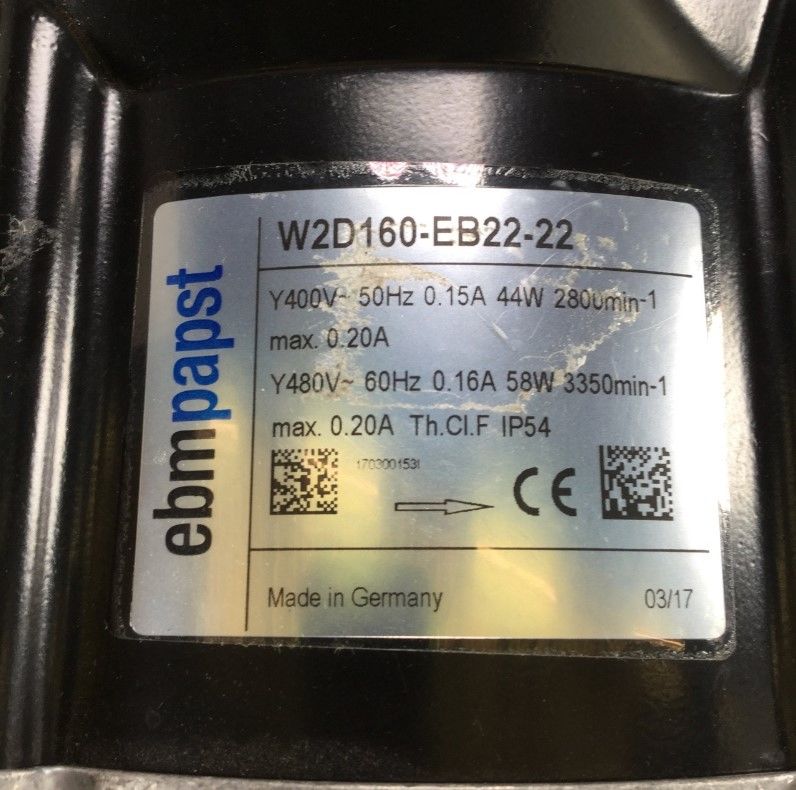 ebmpapst
W2D160-EB22-22
Y400V~ 50Hz 0.15A 44W 2800min-1
max. 0.20A
Y480V~ 60Hz 0.16A 58W 3350min-1
max. 0.20A Th.Cl.F IP54
1703001531
CE
Made in Germany 03/17